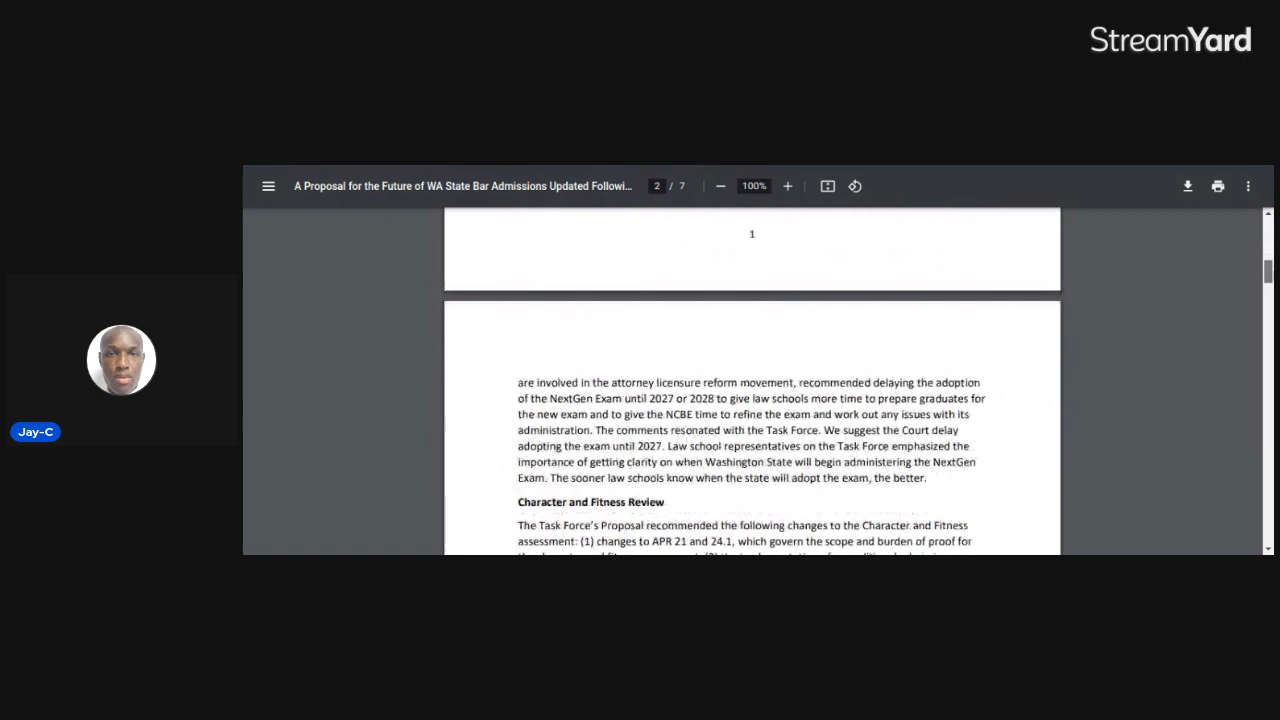 StreamYard
A Proposal for the Future of WA State Bar Admissions Updated Followi... 2 / 7 100%
1
are involved in the attorney licensure reform movement, recommended delaying the adoption
of the NextGen Exam until 2027 or 2028 to give law schools more time to prepare graduates for
the new exam and to give the NCBE time to refine the exam and work out any issues with its
administration. The comments resonated with the Task Force. We suggest the Court delay
adopting the exam until 2027. Law school representatives on the Task Force emphasized the
importance of getting clarity on when Washington State will begin administering the NextGen
Exam. The sooner law schools know when the state will adopt the exam, the better.
Jay-C
Character and Fitness Review
The Task Force's Proposal recommended the following changes to the Character and Fitness
assessment: (1) changes to APR 21 and 24.1, which govern the scope and burden of proof for